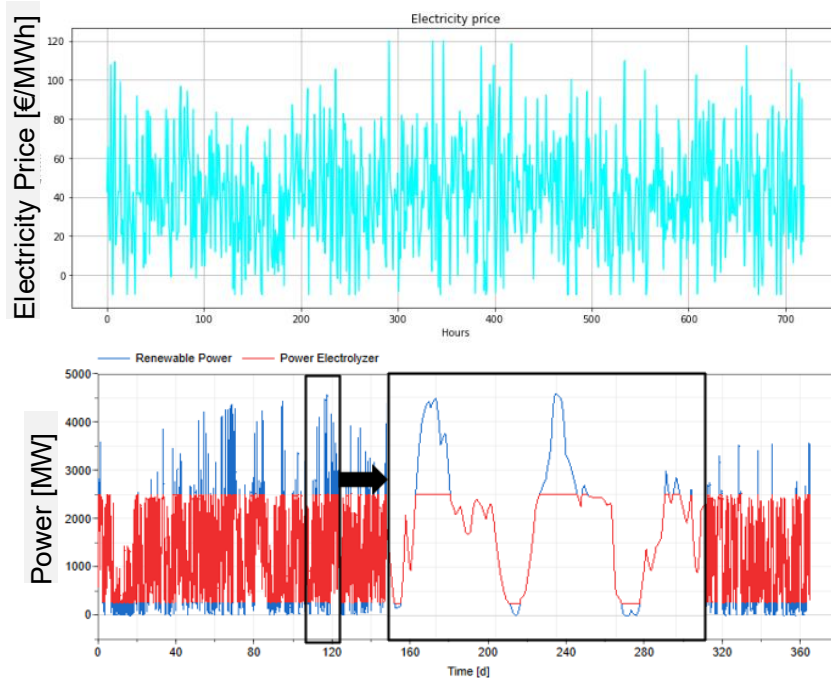 Electricity price
Electricity Price [€/MWh]
120
100
80
60
40
20
0
0 100 200 300 400 500 600 700
Hours
Renewable Power Power Electrolyzer
Power [MW]
5000
4000
3000
2000
1000
0
0 40 80 120 160 200 240 280 320 360
Time [d]